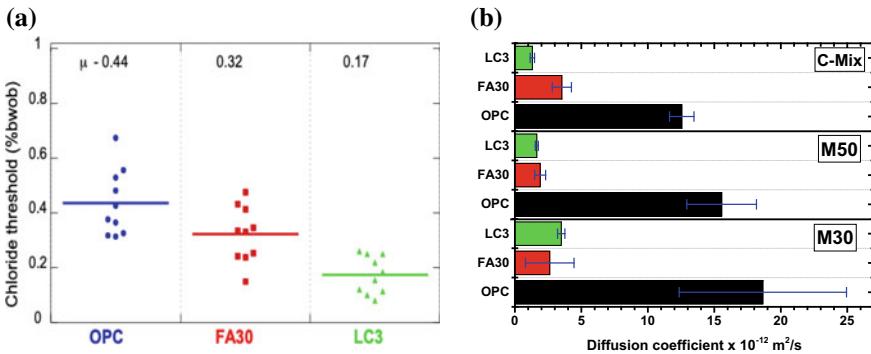 (a)
Chloride threshold (%bwob)
1
0.8
0.6
0.4
0.2
0
μ - 0.44
0.32
0.17
OPC
FA30
LC3
(b)
C-Mix
LC3
FA30
OPC
M50
LC3
FA30
OPC
M30
LC3
FA30
OPC
0
5
10
15
20
25
Diffusion coefficient x 10⁻¹² m²/s